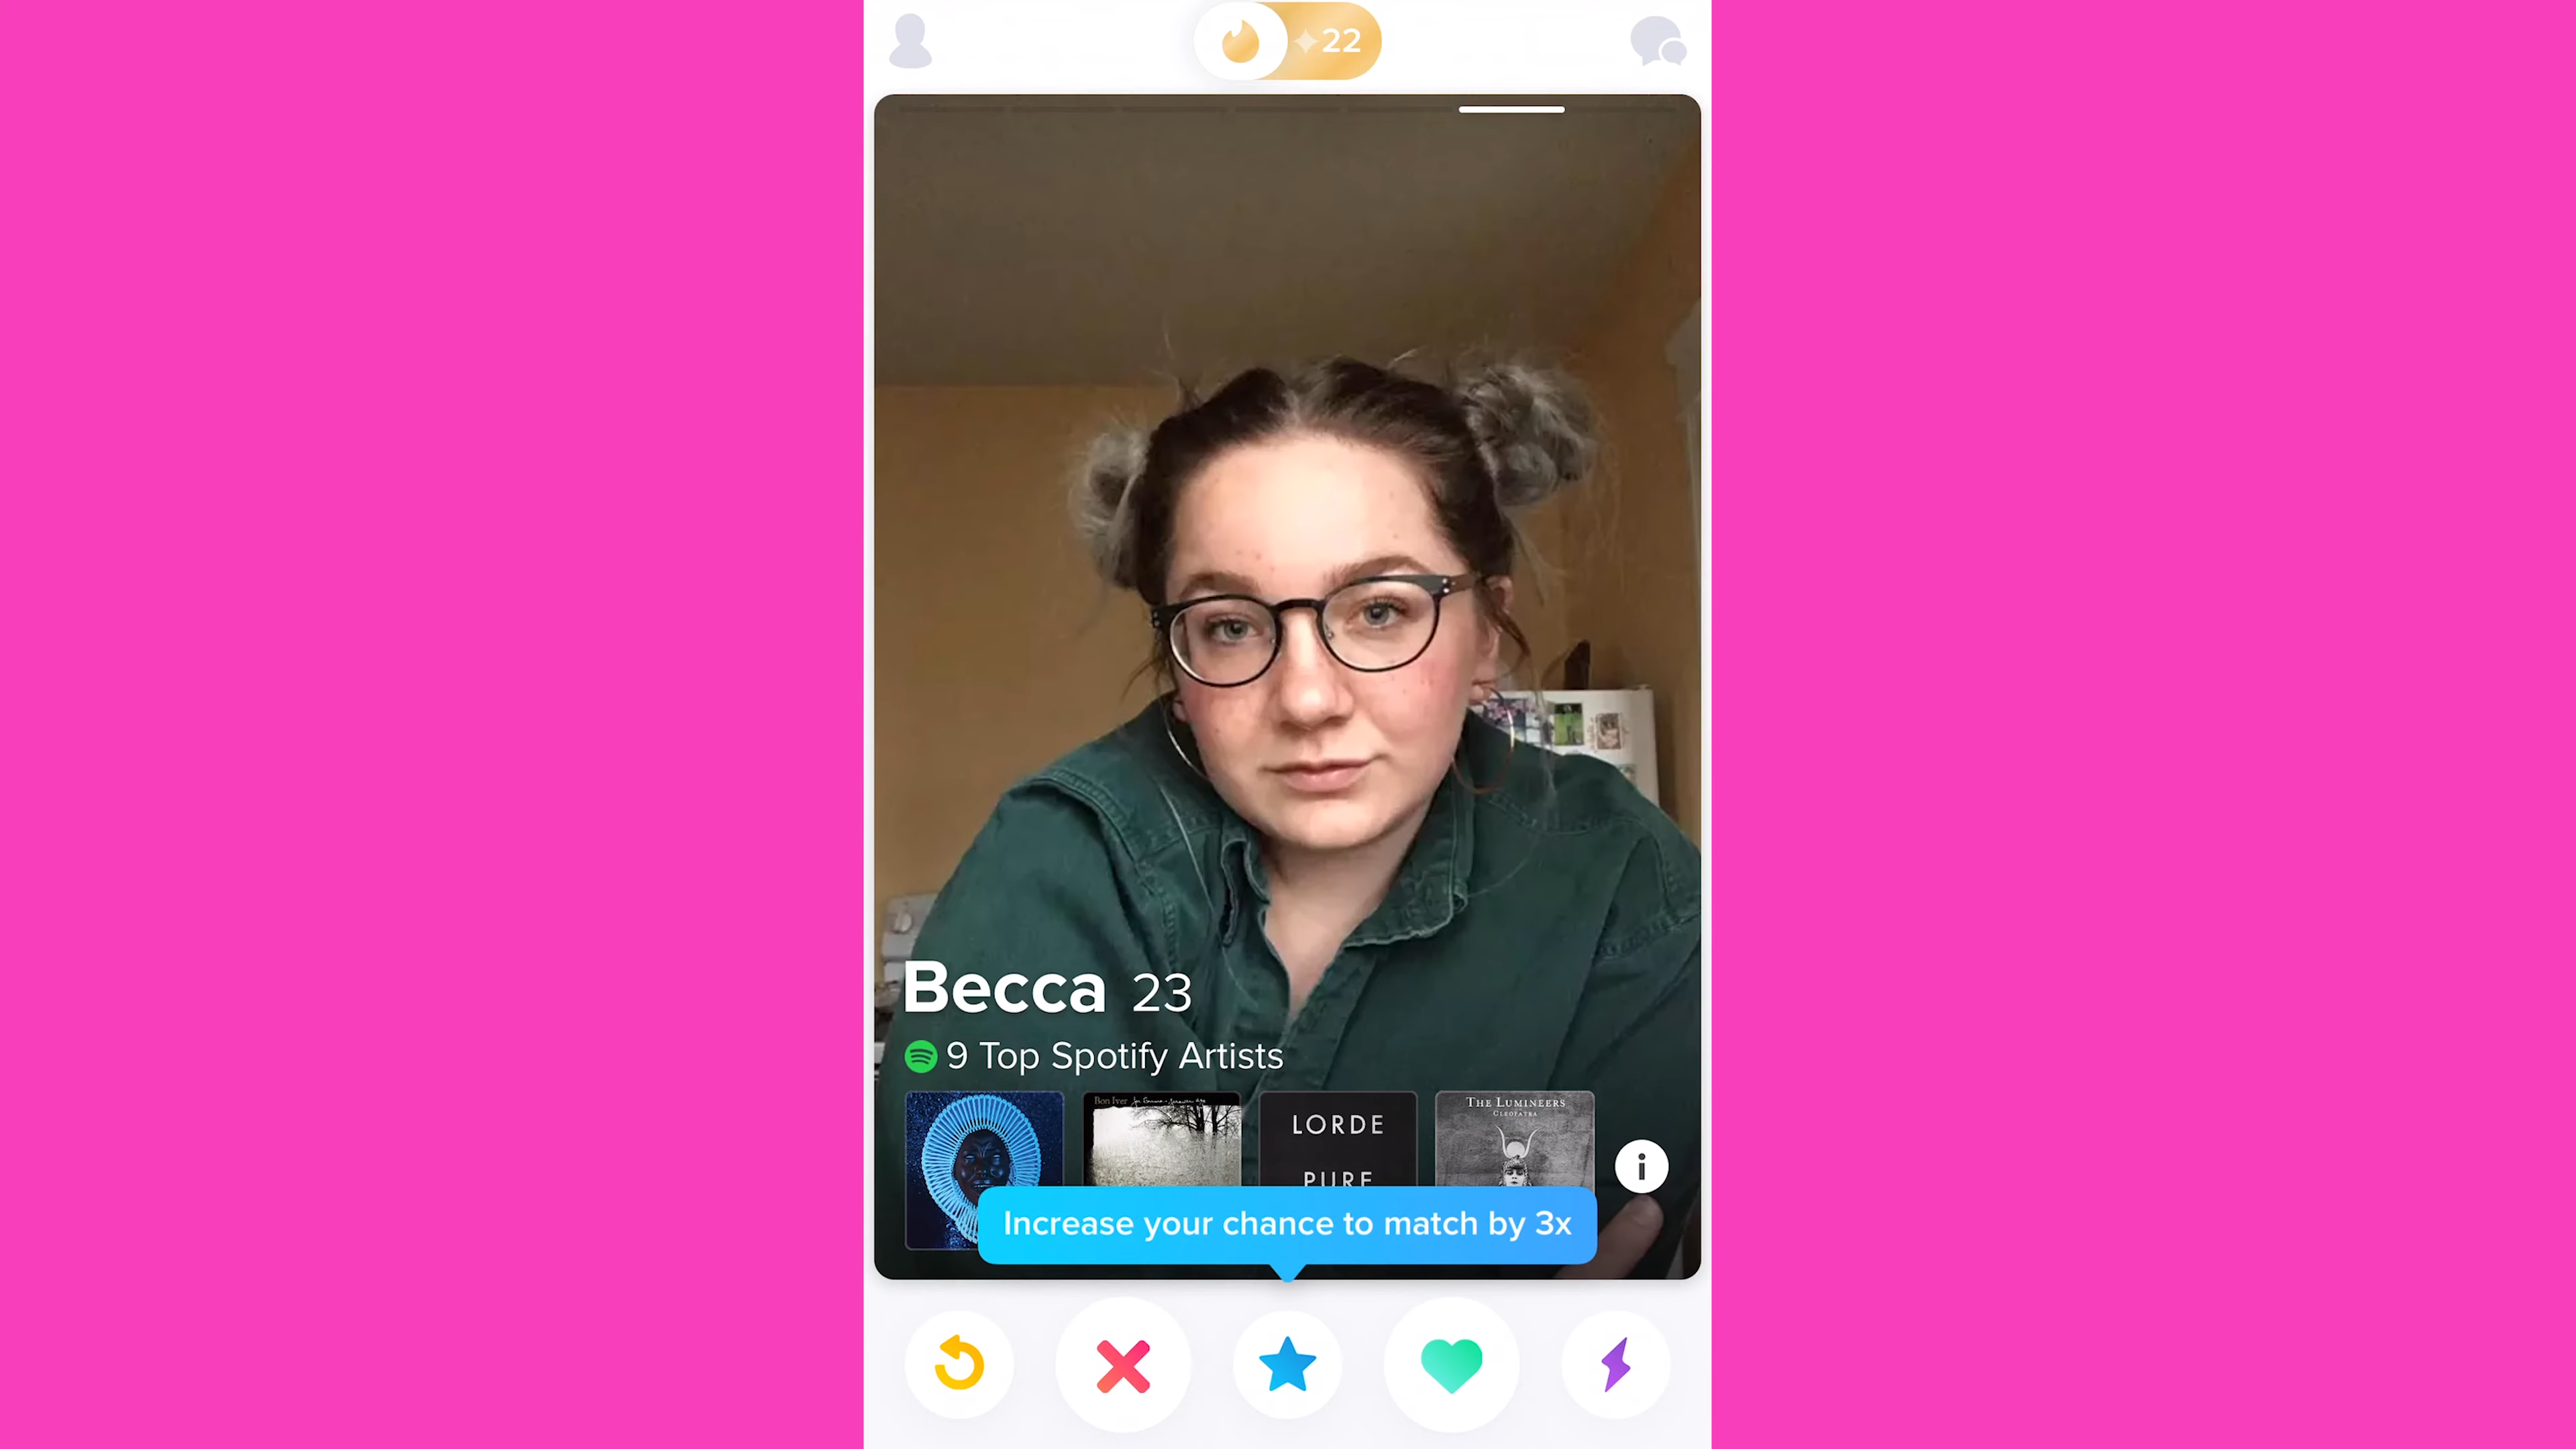 22
Becca 23
9 Top Spotify Artists
Bon Iver
LORDE
PURE
THE LUMINEERS
CLEOPATRA
Increase your chance to match by 3x